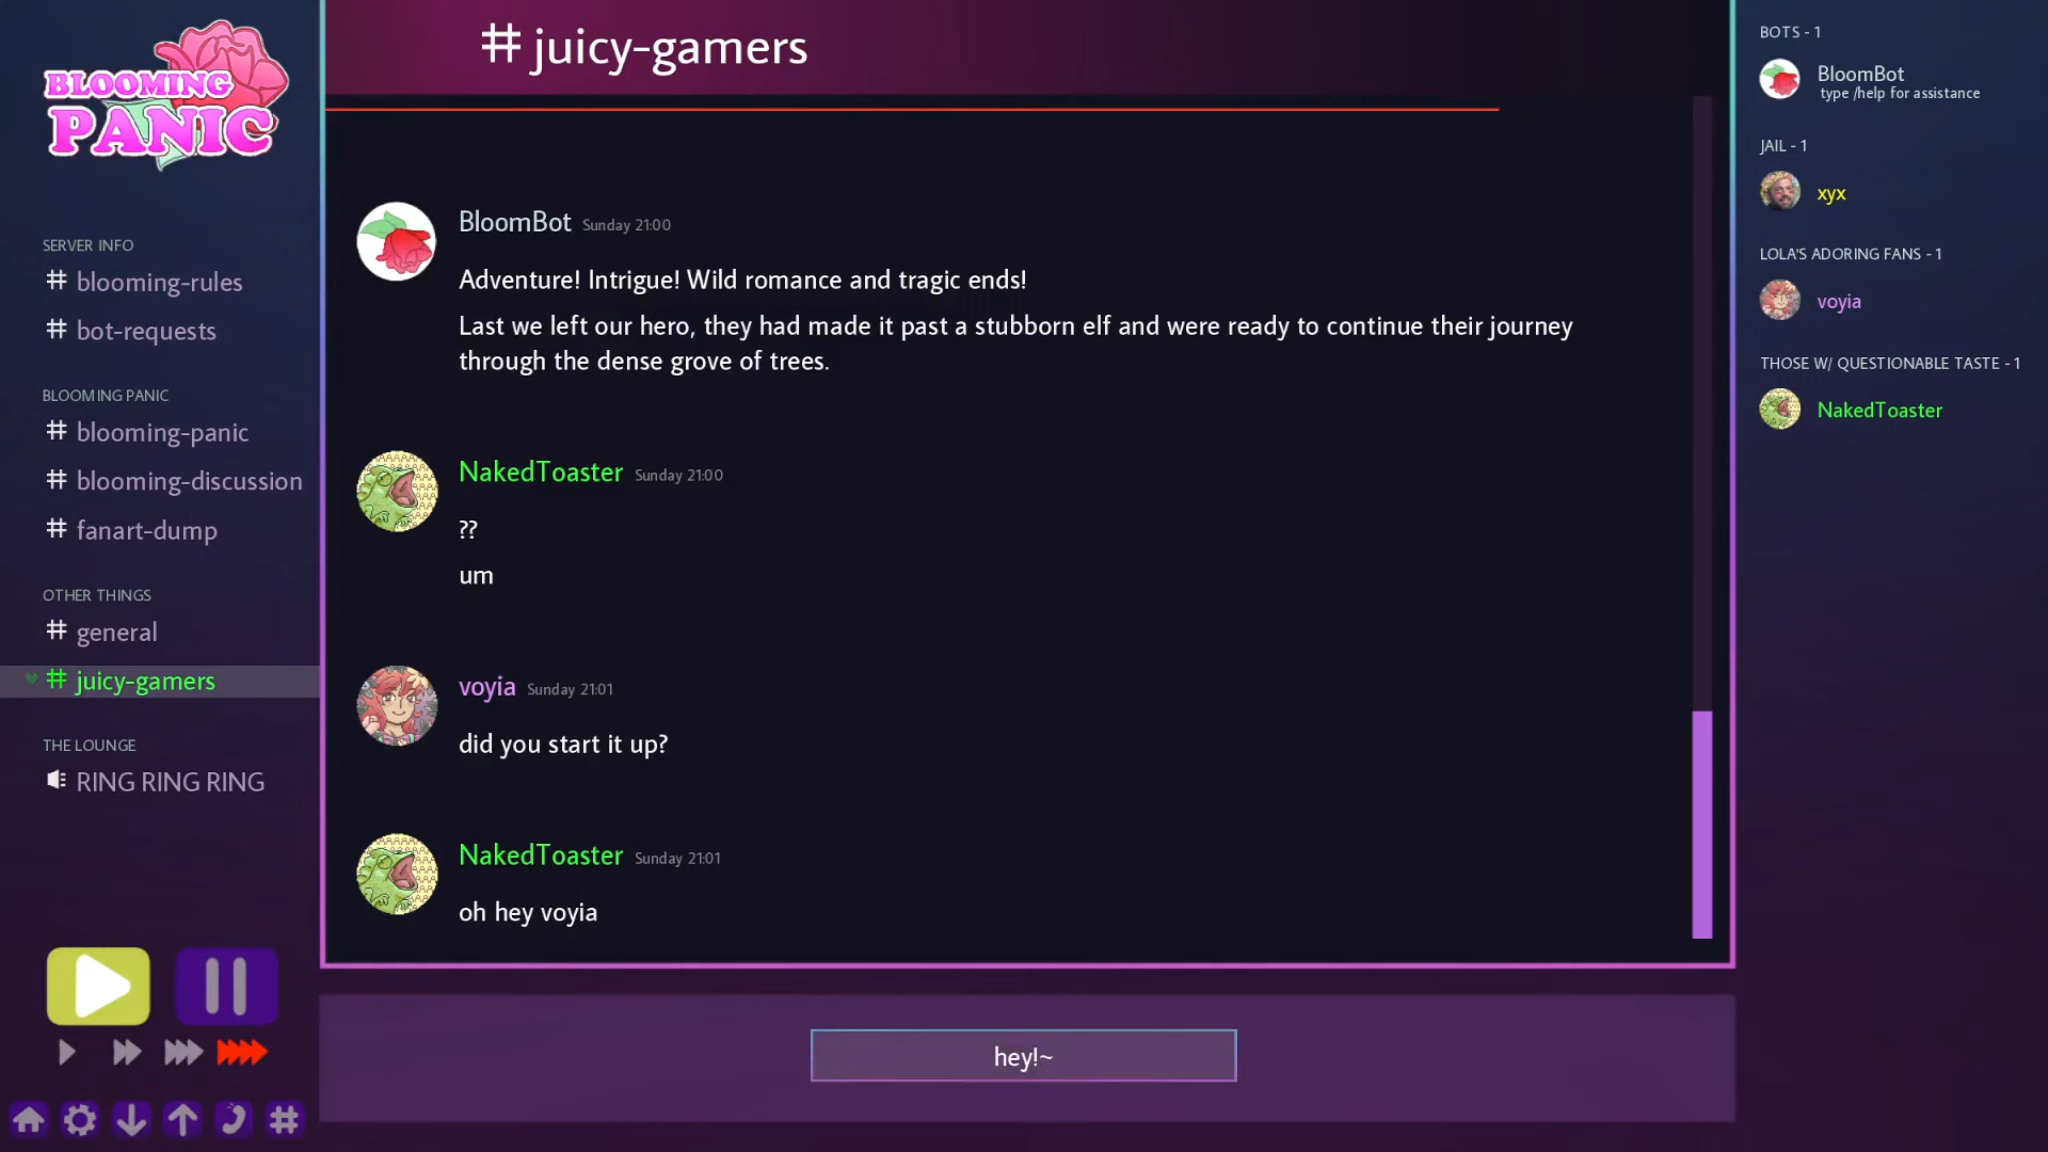 BLOOMING
PANIC
SERVER INFO
# blooming-rules
# bot-requests
BLOOMING PANIC
# blooming-panic
# blooming-discussion
# fanart-dump
OTHER THINGS
# general
# juicy-gamers
THE LOUNGE
RING RING RING
# juicy-gamers
BloomBot Sunday 21:00
Adventure! Intrigue! Wild romance and tragic ends!
Last we left our hero, they had made it past a stubborn elf and were ready to continue their journey
through the dense grove of trees.
NakedToaster Sunday 21:00
??
um
voyia Sunday 21:01
did you start it up?
NakedToaster Sunday 21:01
oh hey voyia
hey!~
BOTS - 1
BloomBot
type /help for assistance
JAIL - 1
xyx
LOLA'S ADORING FANS - 1
voyia
THOSE W/ QUESTIONABLE TASTE - 1
NakedToaster